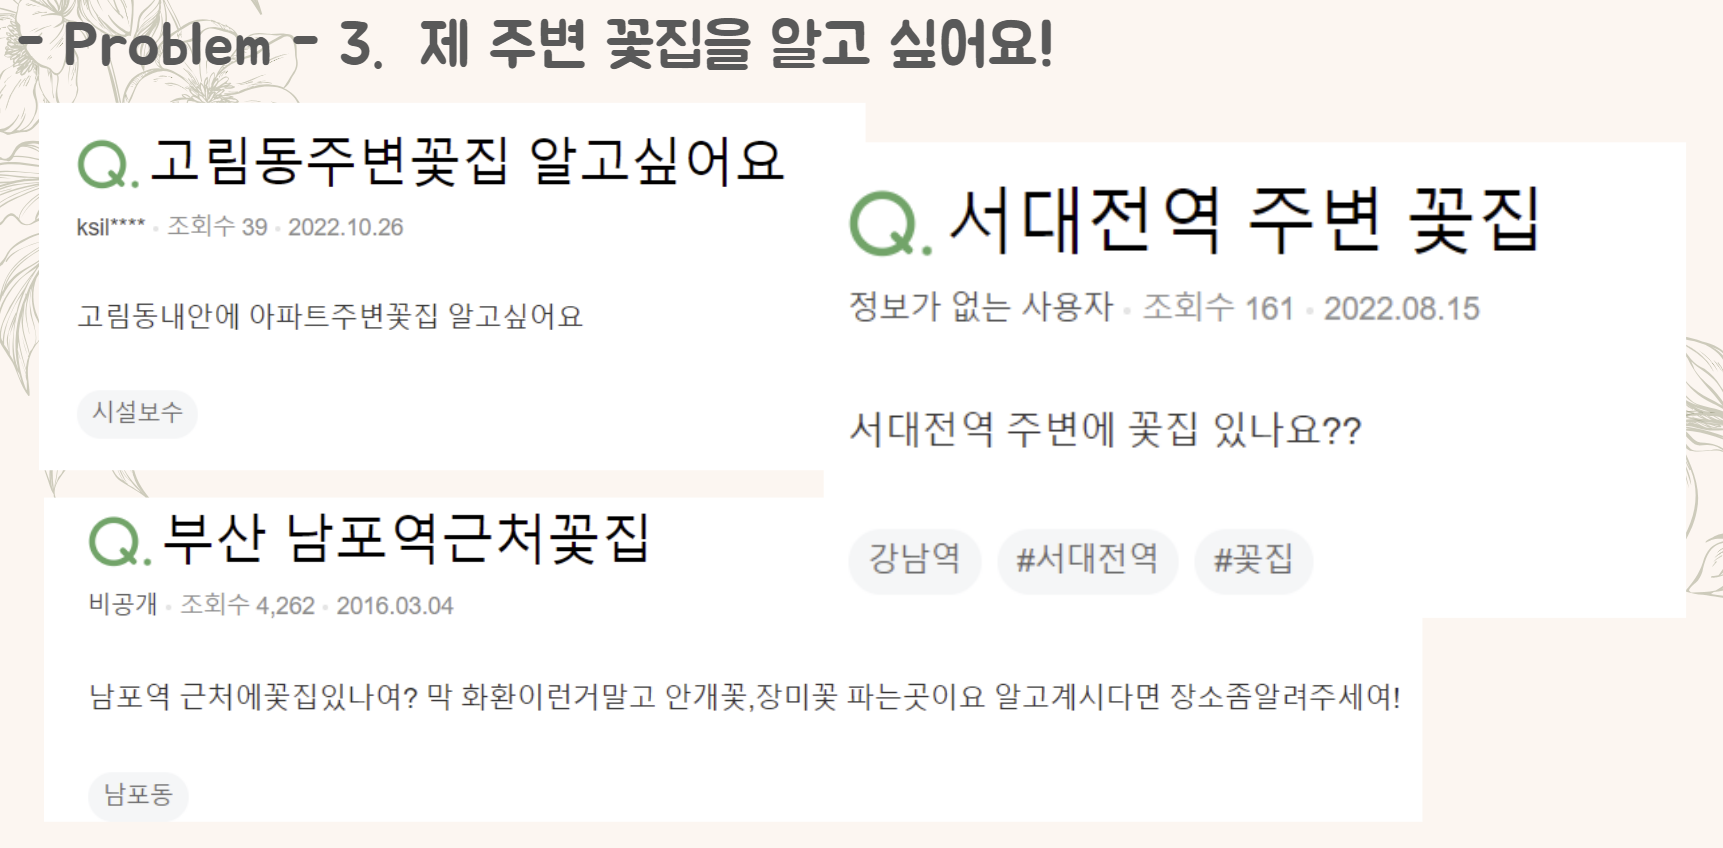 - Problem - 3. 제 주변 꽃집을 알고 싶어요!
Q. 고림동주변꽃집 알고싶어요
ksil**** · 조회수 39 · 2022.10.26
고림동내안에 아파트주변꽃집 알고싶어요
시설보수
Q. 서대전역 주변 꽃집
정보가 없는 사용자 · 조회수 161 · 2022.08.15
서대전역 주변에 꽃집 있나요??
강남역 #서대전역 #꽃집
Q. 부산 남포역근처꽃집
비공개 · 조회수 4,262 · 2016.03.04
남포역 근처에꽃집있나여? 막 화환이런거말고 안개꽃,장미꽃 파는곳이요 알고계시다면 장소좀알려주세여!
남포동